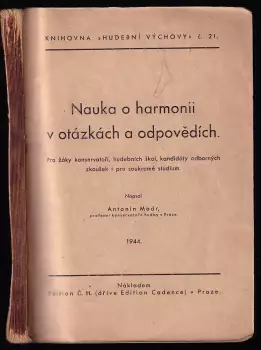 KNIHOVNA »HUDEBNÍ VÝCHOVY« č. 21.
Nauka o harmonii
v otázkách a odpovědích.
Pro žáky konservatoří, hudebních škol, kandidáty odborných
zkoušek i pro soukromé studium.
Napsal
Antonín Modr,
profesor konservatoře hudby v Praze.
1944.
Nákladem
Edition Č. H. (dříve Edition Cadence) v Praze.